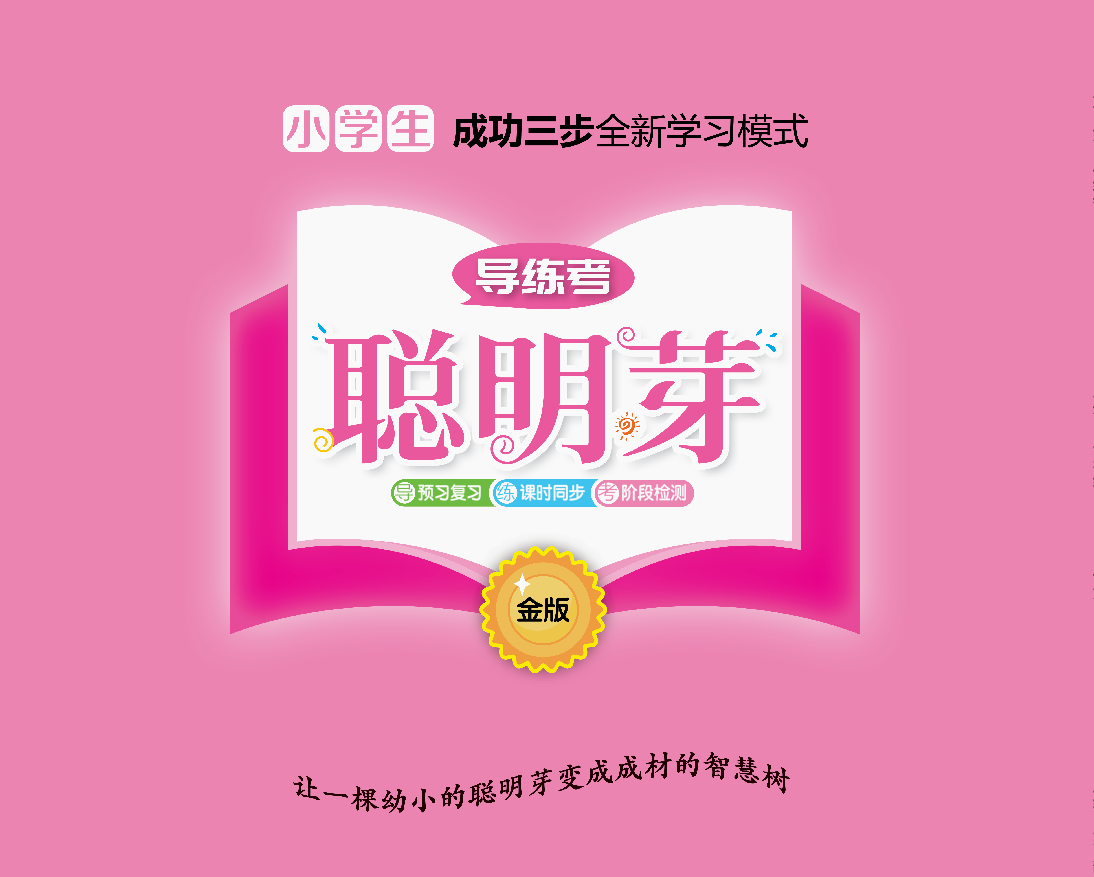 小学生 成功三步全新学习模式
导练考
聪明芽
导 预习复习 练 课时同步 考 阶段检测
金版
让一棵幼小的聪明芽变成成材的智慧树